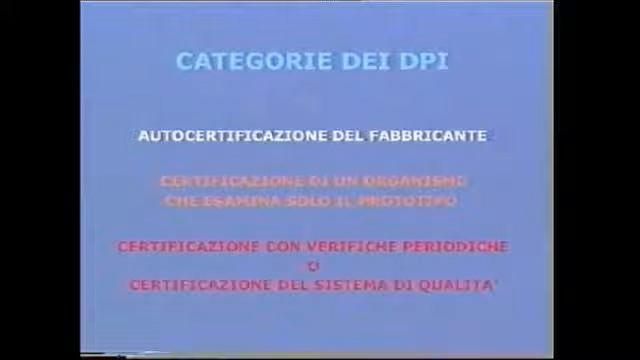 CATEGORIE DEI DPI
AUTOCERTIFICAZIONE DEL FABBRICANTE
CERTIFICAZIONE DI UN ORGANISMO
CHE ESAMINA SOLO IL PROTOTIPO
CERTIFICAZIONE CON VERIFICHE PERIODICHE
O
CERTIFICAZIONE DEL SISTEMA DI QUALITA'